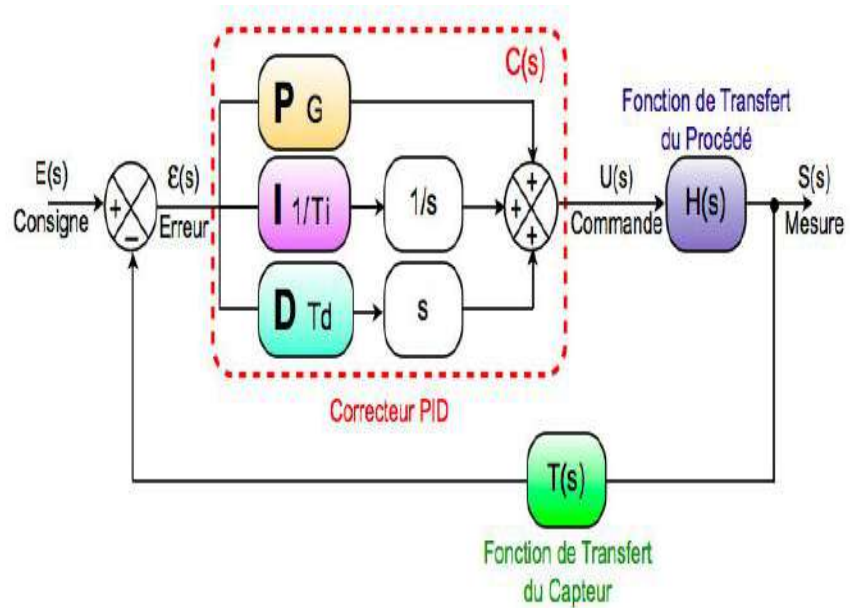 C(s)
Fonction de Transfert
du Procédé
P G
E(s)
Consigne
+
−
ε(s)
Erreur
I 1/Ti
1/s
+
+
+
U(s)
Commande
H(s)
S(s)
Mesure
D Td
s
Correcteur PID
T(s)
Fonction de Transfert
du Capteur